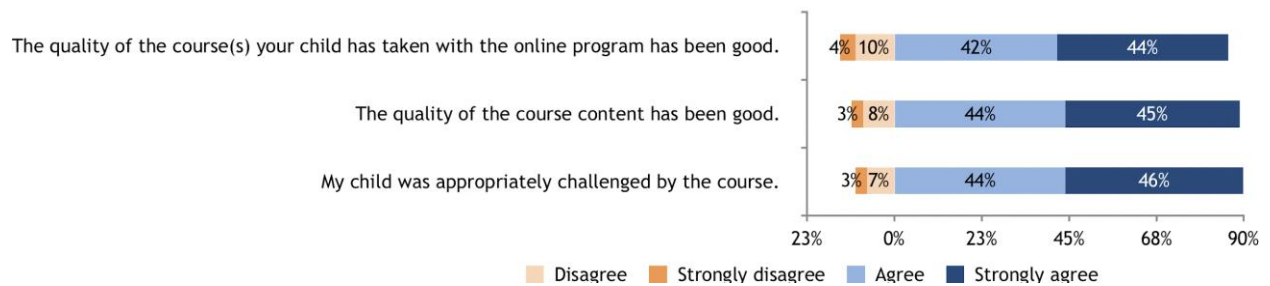 The quality of the course(s) your child has taken with the online program has been good.
4% 10% 42% 44%
The quality of the course content has been good.
3% 8% 44% 45%
My child was appropriately challenged by the course.
3% 7% 44% 46%
23% 0% 23% 45% 68% 90%
Disagree Strongly disagree Agree Strongly agree